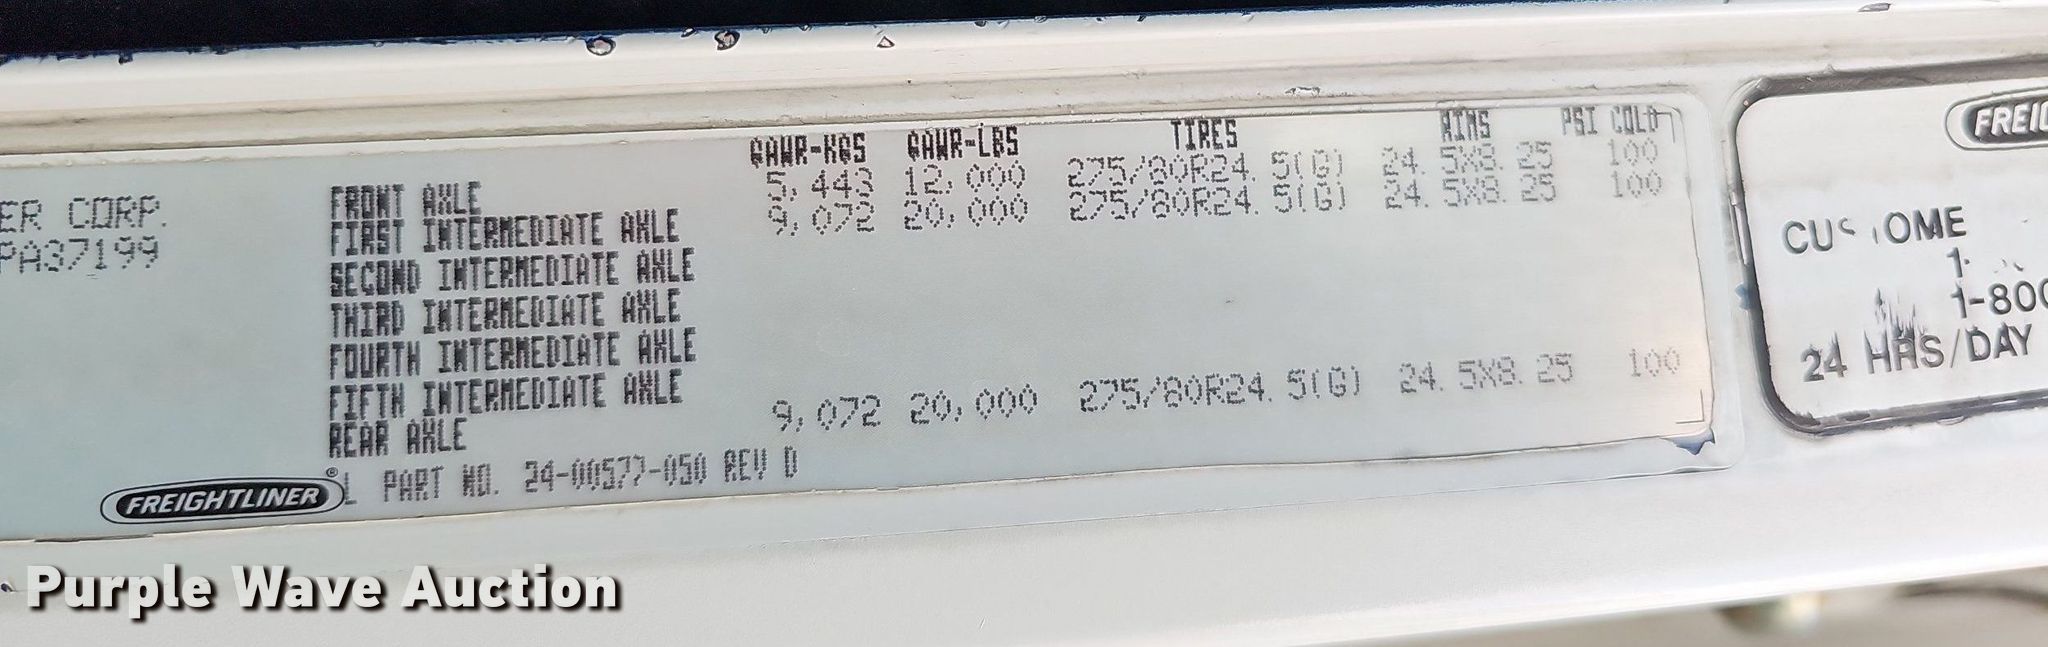 GAWR-KGS GAWR-LBS TIRES RIMS PSI COLD
ER CORP. FRONT AXLE 5,443 12,000 275/80R24.5(G) 24.5X8.25 100
PA37199 FIRST INTERMEDIATE AXLE 9,072 20,000 275/80R24.5(G) 24.5X8.25 100
SECOND INTERMEDIATE AXLE
THIRD INTERMEDIATE AXLE
FOURTH INTERMEDIATE AXLE
FIFTH INTERMEDIATE AXLE
REAR AXLE 9,072 20,000 275/80R24.5(G) 24.5X8.25 100
FREIGHTLINER® L PART NO. 24-00577-050 REV D
FREIG
1-800
24 HRS/DAY
Purple Wave Auction